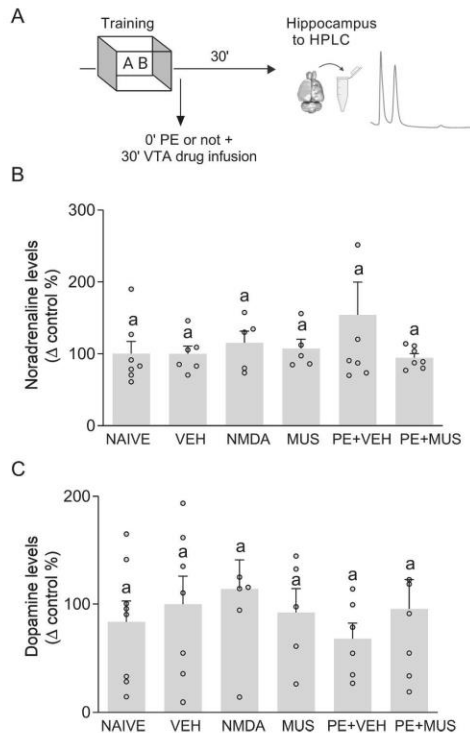 A
Training
A B
30'
Hippocampus
to HPLC
0' PE or not +
30' VTA drug infusion
B
Noradrenaline levels
(Δ control %)
300
200
100
0
a
a
a
a
a
a
NAIVE VEH NMDA MUS PE+VEH PE+MUS
C
Dopamine levels
(Δ control %)
200
100
0
a
a
a
a
a
a
NAIVE VEH NMDA MUS PE+VEH PE+MUS